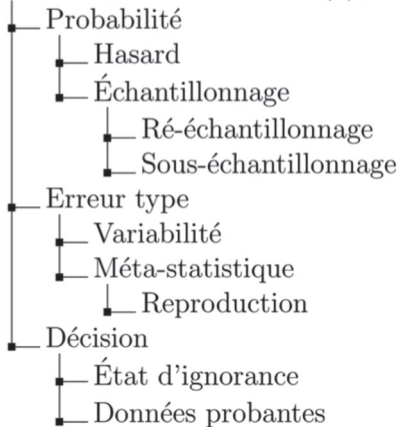 Probabilité
Hasard
Échantillonnage
Ré-échantillonnage
Sous-échantillonnage
Erreur type
Variabilité
Méta-statistique
Reproduction
Décision
État d'ignorance
Données probantes